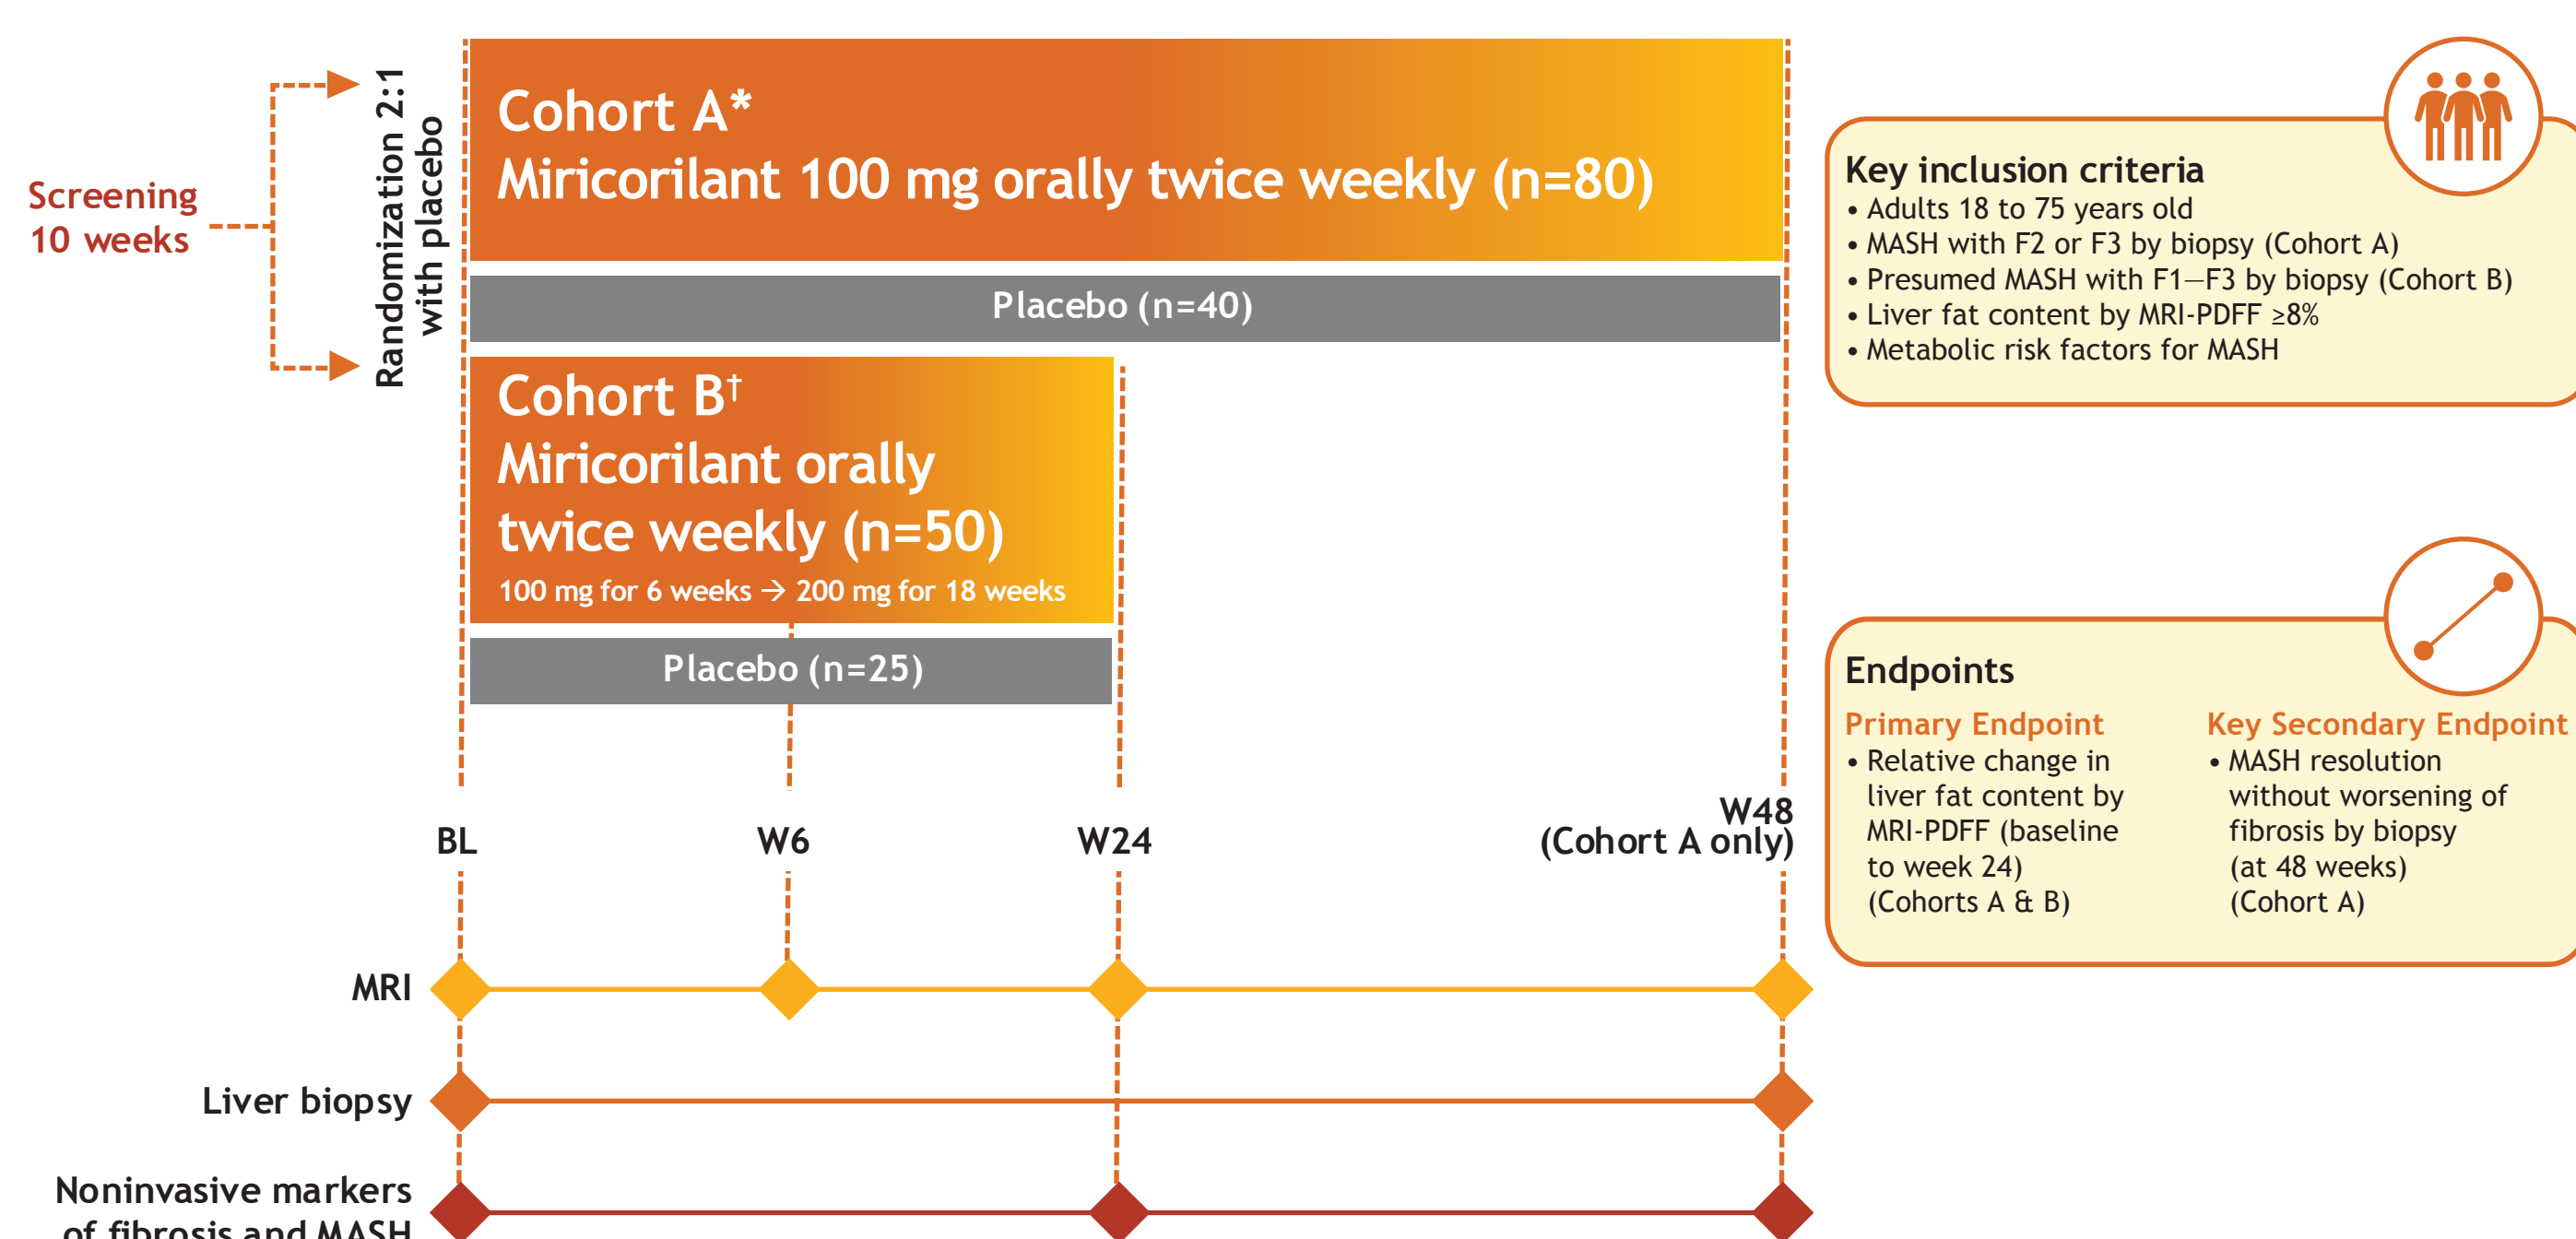 Screening
10 weeks
Randomization 2:1
with placebo
Cohort A*
Miricorilant 100 mg orally twice weekly (n=80)
Placebo (n=40)
Cohort B†
Miricorilant orally
twice weekly (n=50)
100 mg for 6 weeks → 200 mg for 18 weeks
Placebo (n=25)
Key inclusion criteria
• Adults 18 to 75 years old
• MASH with F2 or F3 by biopsy (Cohort A)
• Presumed MASH with F1—F3 by biopsy (Cohort B)
• Liver fat content by MRI-PDFF ≥8%
• Metabolic risk factors for MASH
Endpoints
Primary Endpoint
• Relative change in
liver fat content by
MRI-PDFF (baseline
to week 24)
(Cohorts A & B)
Key Secondary Endpoint
• MASH resolution
without worsening of
fibrosis by biopsy
(at 48 weeks)
(Cohort A)
BL
W6
W24
W48
(Cohort A only)
MRI
Liver biopsy
Noninvasive markers
of fibrosis and MASH